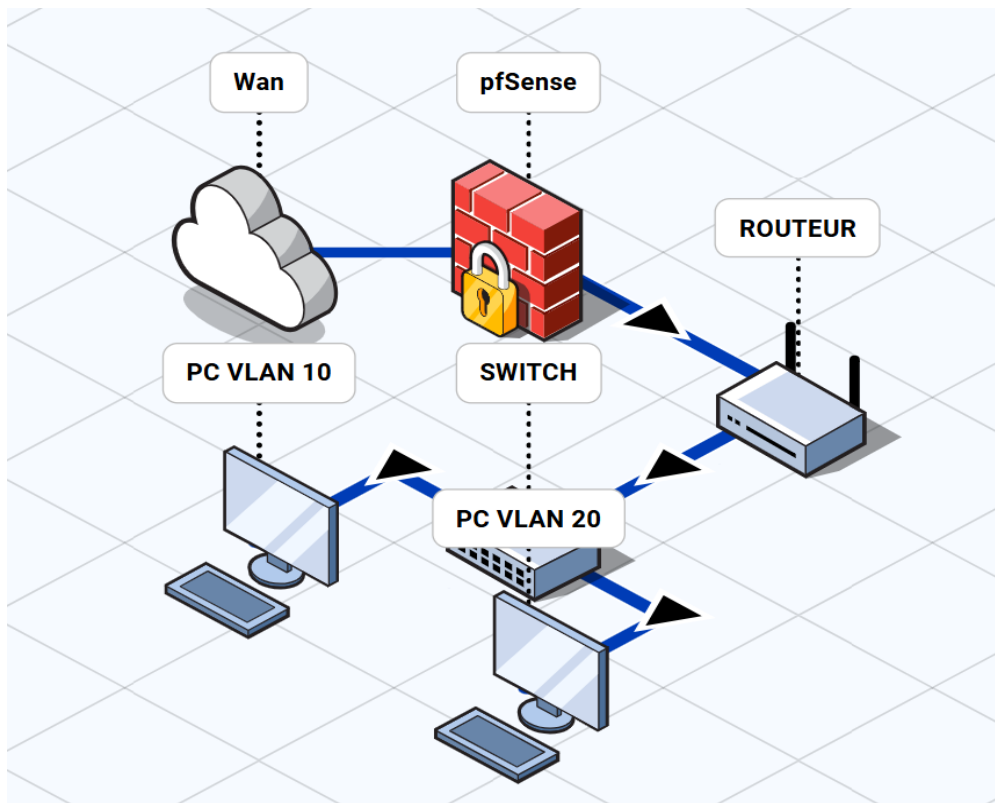 Wan
pfSense
ROUTEUR
PC VLAN 10
SWITCH
PC VLAN 20